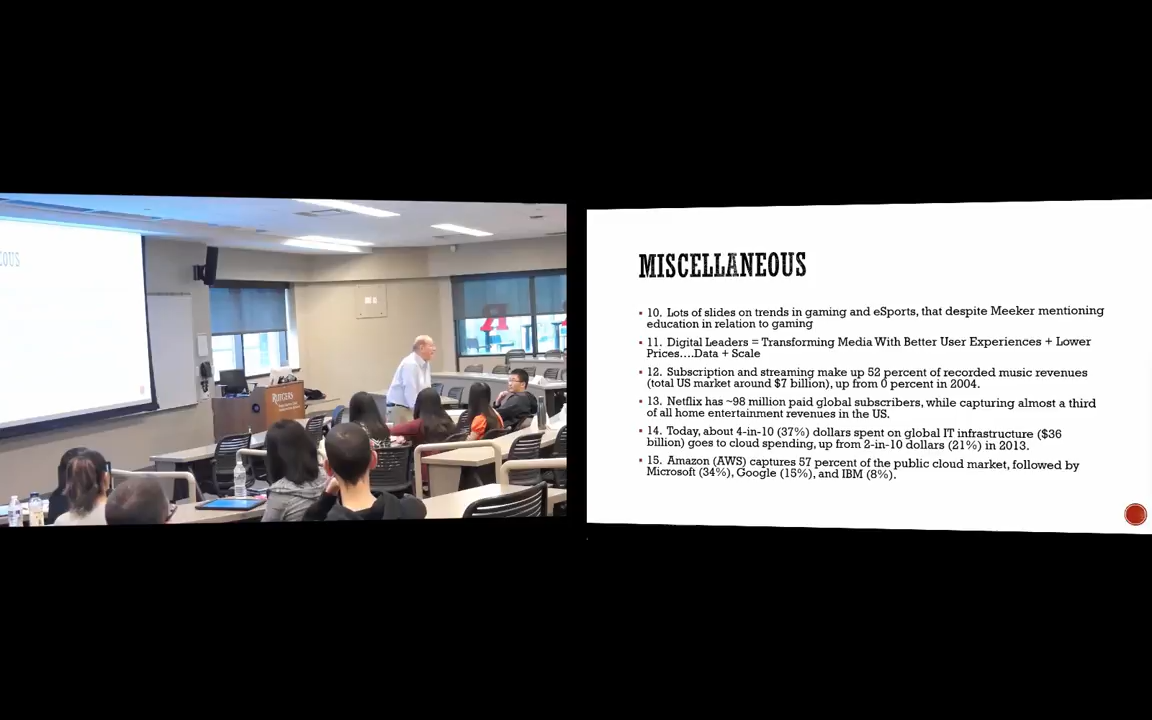 OUS
RUTGERS
R
MISCELLANEOUS
▪ 10. Lots of slides on trends in gaming and eSports, that despite Meeker mentioning
education in relation to gaming
▪ 11. Digital Leaders = Transforming Media With Better User Experiences + Lower
Prices....Data + Scale
▪ 12. Subscription and streaming make up 52 percent of recorded music revenues
(total US market around $7 billion), up from 0 percent in 2004.
▪ 13. Netflix has ~98 million paid global subscribers, while capturing almost a third
of all home entertainment revenues in the US.
▪ 14. Today, about 4-in-10 (37%) dollars spent on global IT infrastructure ($36
billion) goes to cloud spending, up from 2-in-10 dollars (21%) in 2013.
▪ 15. Amazon (AWS) captures 57 percent of the public cloud market, followed by
Microsoft (34%), Google (15%), and IBM (8%).